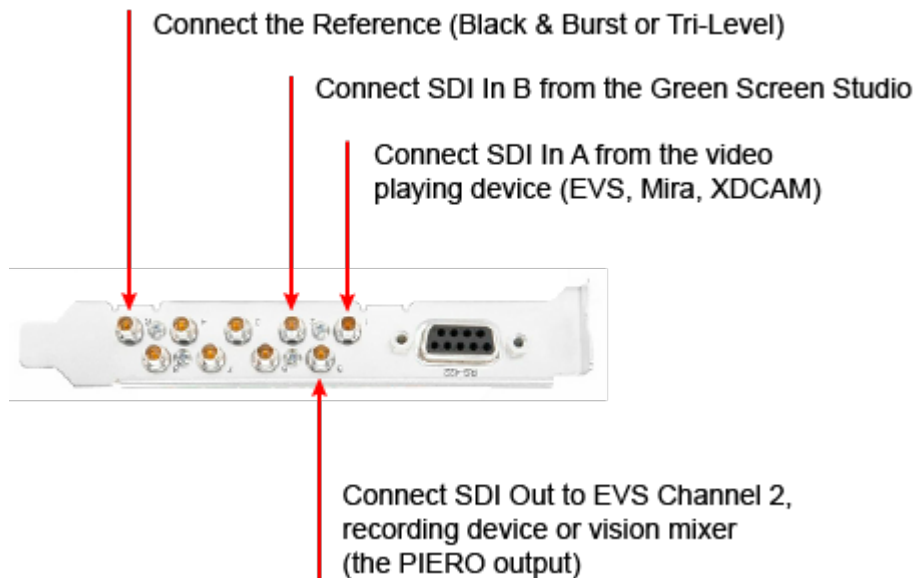 Connect the Reference (Black & Burst or Tri-Level)
Connect SDI In B from the Green Screen Studio
Connect SDI In A from the video
playing device (EVS, Mira, XDCAM)
RS-422
Connect SDI Out to EVS Channel 2,
recording device or vision mixer
(the PIERO output)